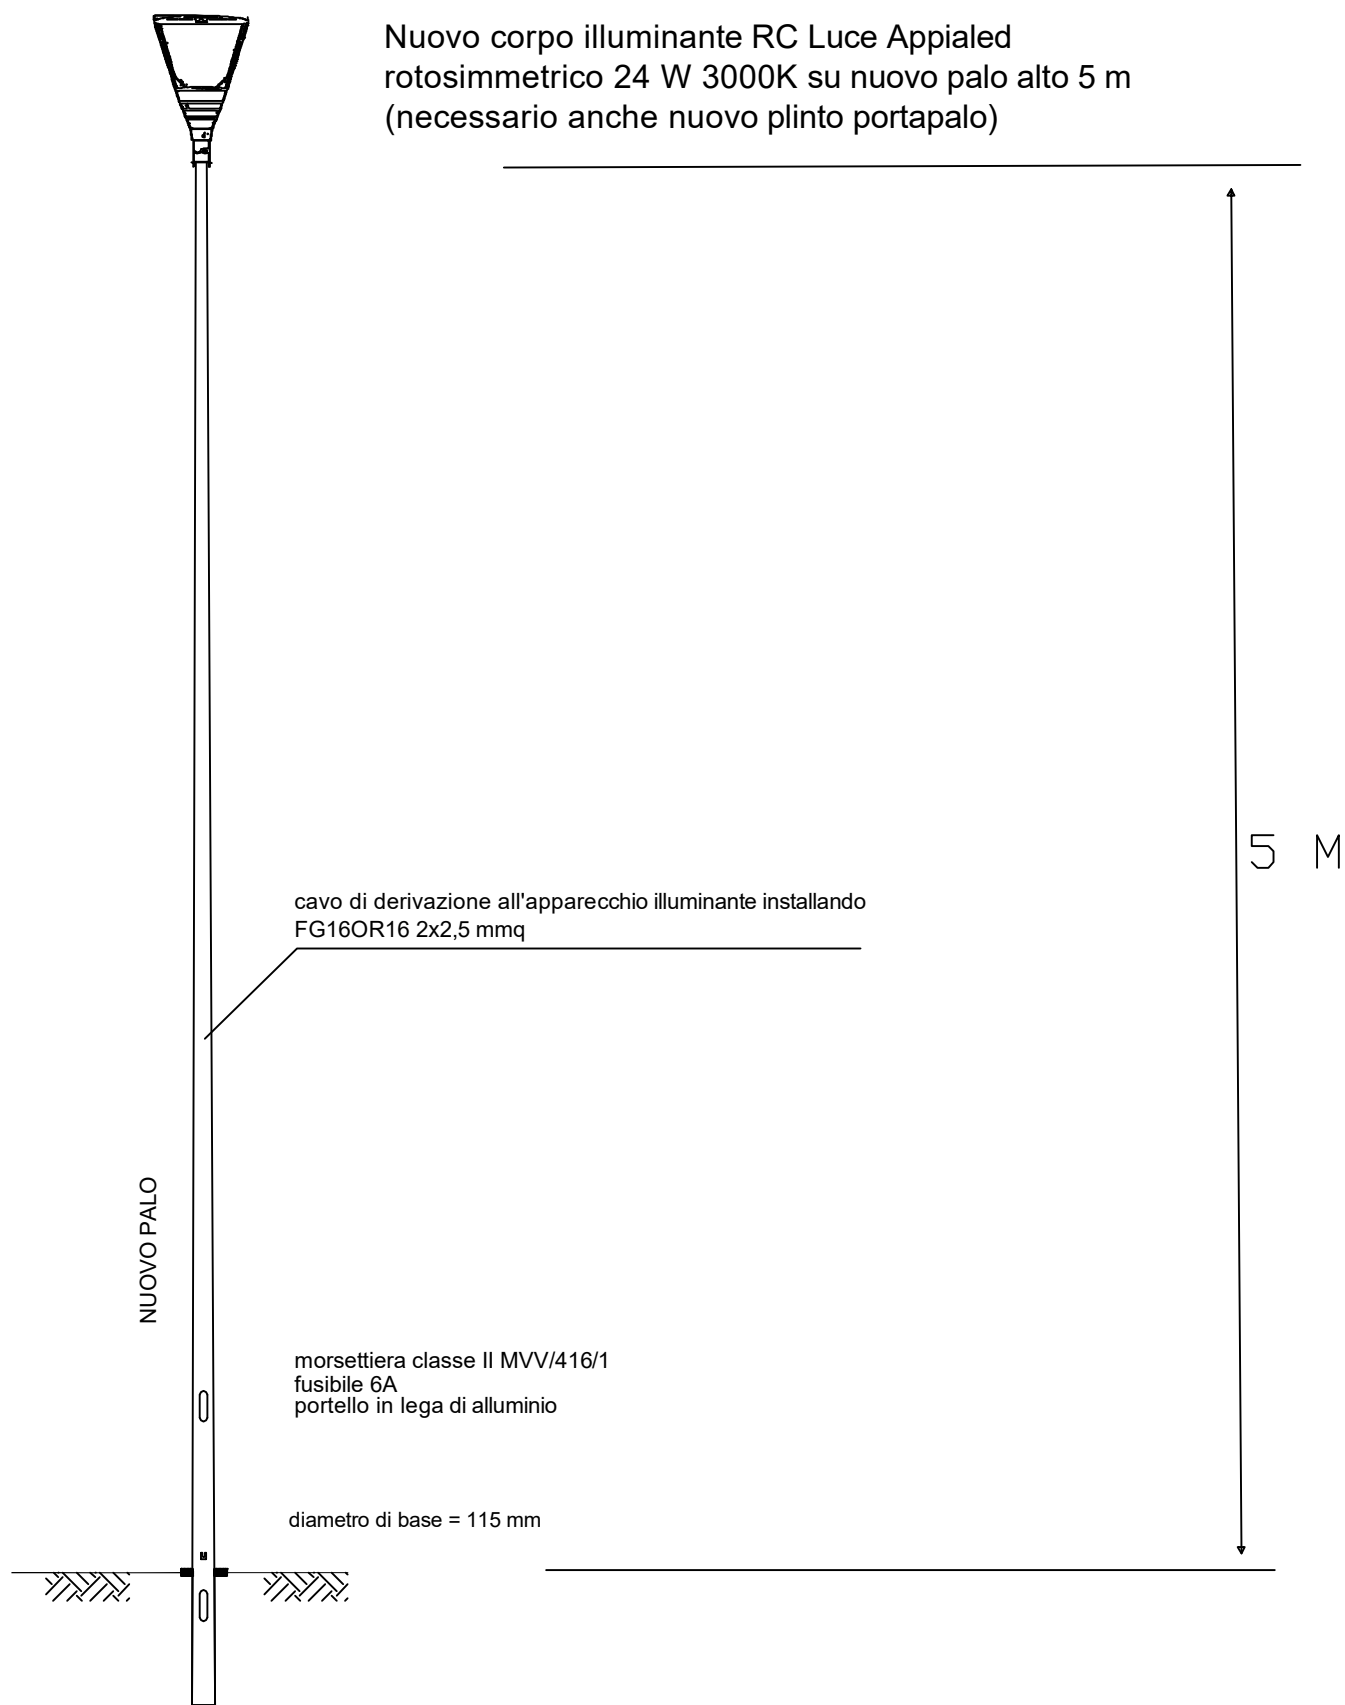 Nuovo corpo illuminante RC Luce Appialed
rotosimmetrico 24 W 3000K su nuovo palo alto 5 m
(necessario anche nuovo plinto portapalo)
5 M
cavo di derivazione all'apparecchio illuminante installando
FG16OR16 2x2,5 mmq
NUOVO PALO
morsettiera classe II MVV/416/1
fusibile 6A
portello in lega di alluminio
diametro di base = 115 mm